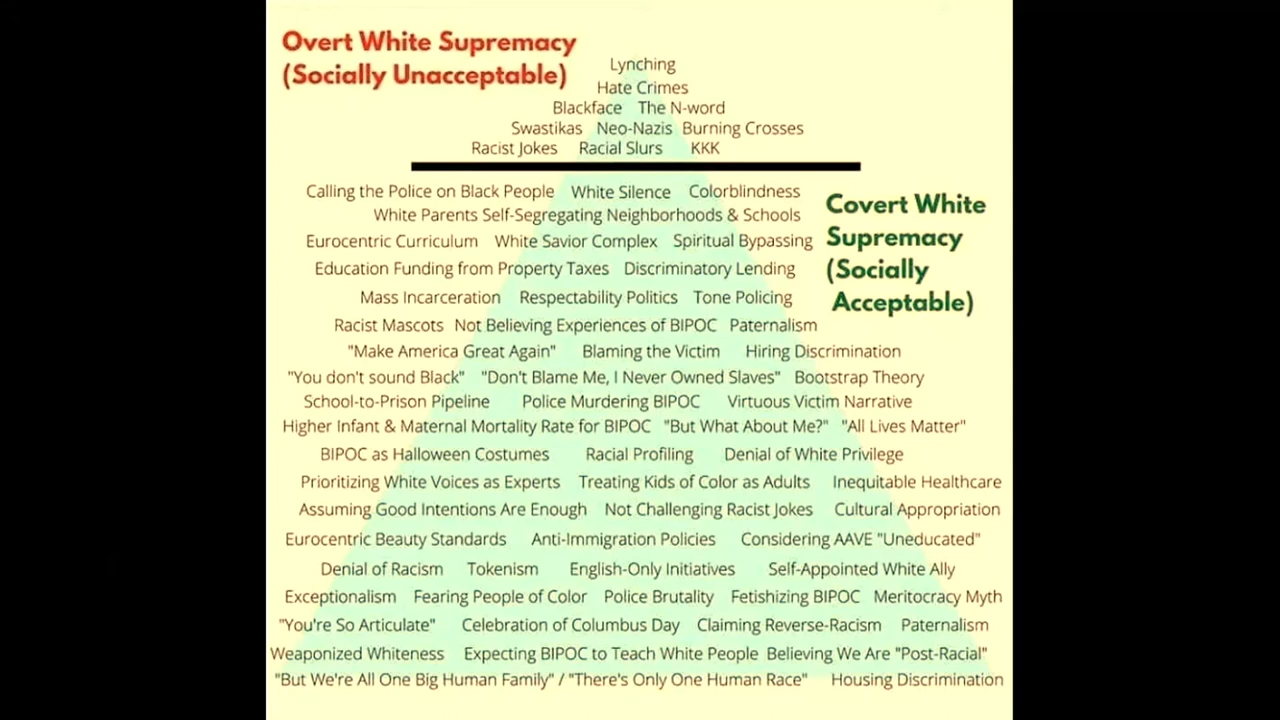 Overt White Supremacy
(Socially Unacceptable)
Lynching
Hate Crimes
Blackface The N-word
Swastikas Neo-Nazis Burning Crosses
Racist Jokes Racial Slurs KKK
Calling the Police on Black People White Silence Colorblindness
Covert White
Supremacy
(Socially
Acceptable)
White Parents Self-Segregating Neighborhoods & Schools
Eurocentric Curriculum White Savior Complex Spiritual Bypassing
Education Funding from Property Taxes Discriminatory Lending
Mass Incarceration Respectability Politics Tone Policing
Racist Mascots Not Believing Experiences of BIPOC Paternalism
"Make America Great Again" Blaming the Victim Hiring Discrimination
"You don't sound Black" "Don't Blame Me, I Never Owned Slaves" Bootstrap Theory
School-to-Prison Pipeline Police Murdering BIPOC Virtuous Victim Narrative
Higher Infant & Maternal Mortality Rate for BIPOC "But What About Me?" "All Lives Matter"
BIPOC as Halloween Costumes Racial Profiling Denial of White Privilege
Prioritizing White Voices as Experts Treating Kids of Color as Adults Inequitable Healthcare
Assuming Good Intentions Are Enough Not Challenging Racist Jokes Cultural Appropriation
Eurocentric Beauty Standards Anti-Immigration Policies Considering AAVE "Uneducated"
Denial of Racism Tokenism English-Only Initiatives Self-Appointed White Ally
Exceptionalism Fearing People of Color Police Brutality Fetishizing BIPOC Meritocracy Myth
"You're So Articulate" Celebration of Columbus Day Claiming Reverse-Racism Paternalism
Weaponized Whiteness Expecting BIPOC to Teach White People Believing We Are "Post-Racial"
"But We're All One Big Human Family" / "There's Only One Human Race" Housing Discrimination